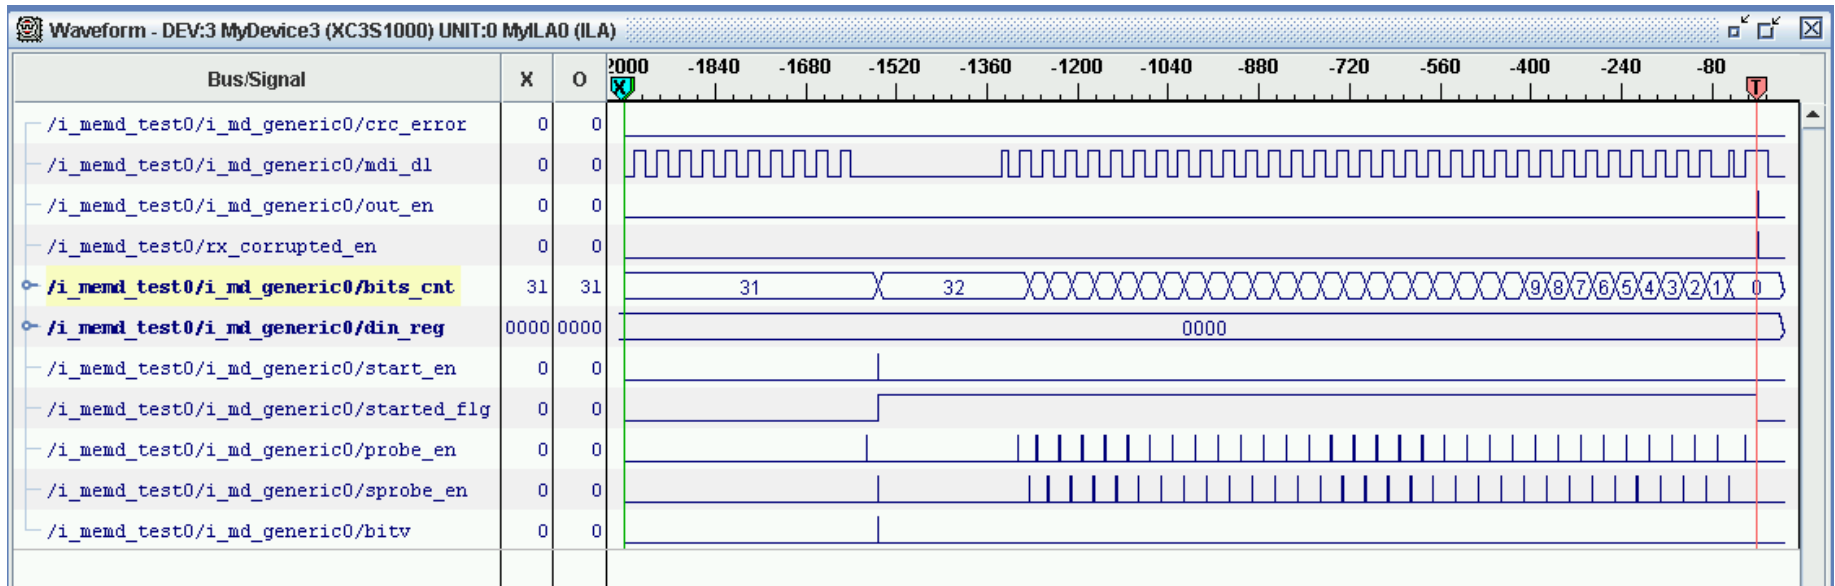 Waveform - DEV:3 MyDevice3 (XC3S1000) UNIT:0 MyILA0 (ILA)
Bus/Signal X O 2000 -1840 -1680 -1520 -1360 -1200 -1040 -880 -720 -560 -400 -240 -80
X T
/i_memd_test0/i_md_generic0/crc_error 0 0
/i_memd_test0/i_md_generic0/mdi_dl 0 0
/i_memd_test0/i_md_generic0/out_en 0 0
/i_memd_test0/rx_corrupted_en 0 0
/i_memd_test0/i_md_generic0/bits_cnt 31 31 31 32 9 8 7 6 5 4 3 2 1 0
/i_memd_test0/i_md_generic0/din_reg 0000 0000 0000
/i_memd_test0/i_md_generic0/start_en 0 0
/i_memd_test0/i_md_generic0/started_flg 0 0
/i_memd_test0/i_md_generic0/probe_en 0 0
/i_memd_test0/i_md_generic0/sprobe_en 0 0
/i_memd_test0/i_md_generic0/bitv 0 0